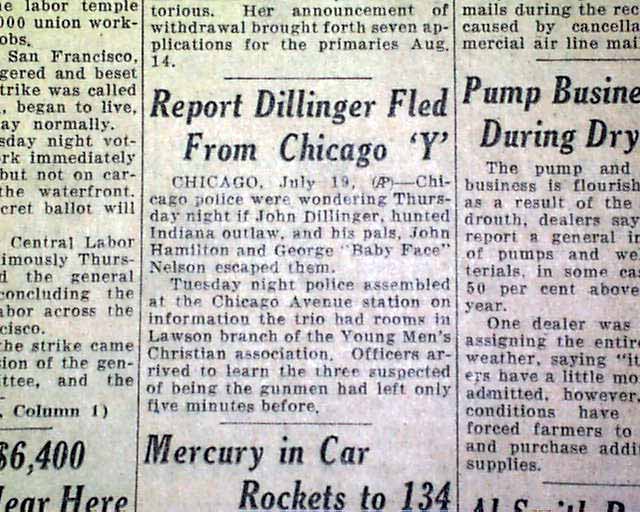 he labor temple
000 union work-
obs.
San Francisco,
gered and beset
strike was called
, began to live,
ay normally.
sday night vot-
rk immediately
but not on car-
the waterfront.
cret ballot will
Central Labor
imously Thurs-
d the general
concluding the
abor across the
cisco.
the strike came
sion of the gen-
ittee, and the
, Column 1)
$6,400
Hear Here
torious. Her announcement of
withdrawal brought forth seven ap-
plications for the primaries Aug.
14.
Report Dillinger Fled
From Chicago 'Y'
CHICAGO, July 19, (AP)—Chi-
cago police were wondering Thurs-
day night if John Dillinger, hunted
Indiana outlaw, and his pals, John
Hamilton and George "Baby Face"
Nelson escaped them.
Tuesday night police assembled
at the Chicago Avenue station on
information the trio had rooms in
Lawson branch of the Young Men's
Christian association. Officers ar-
rived to learn the three suspected
of being the gunmen had left only
five minutes before.
Mercury in Car
Rockets to 134
mails during the rec
caused by cancella
mercial air line mai
Pump Busine
During Dry
The pump and
business is flourish
as a result of the
drouth, dealers say
report a general in
of pumps and we
terials, in some ca
50 per cent above
year.
One dealer was
assigning the entire
weather, saying "it
ers have a little mo
admitted, however,
conditions have
forced farmers to
and purchase addi
supplies.
Al Smith